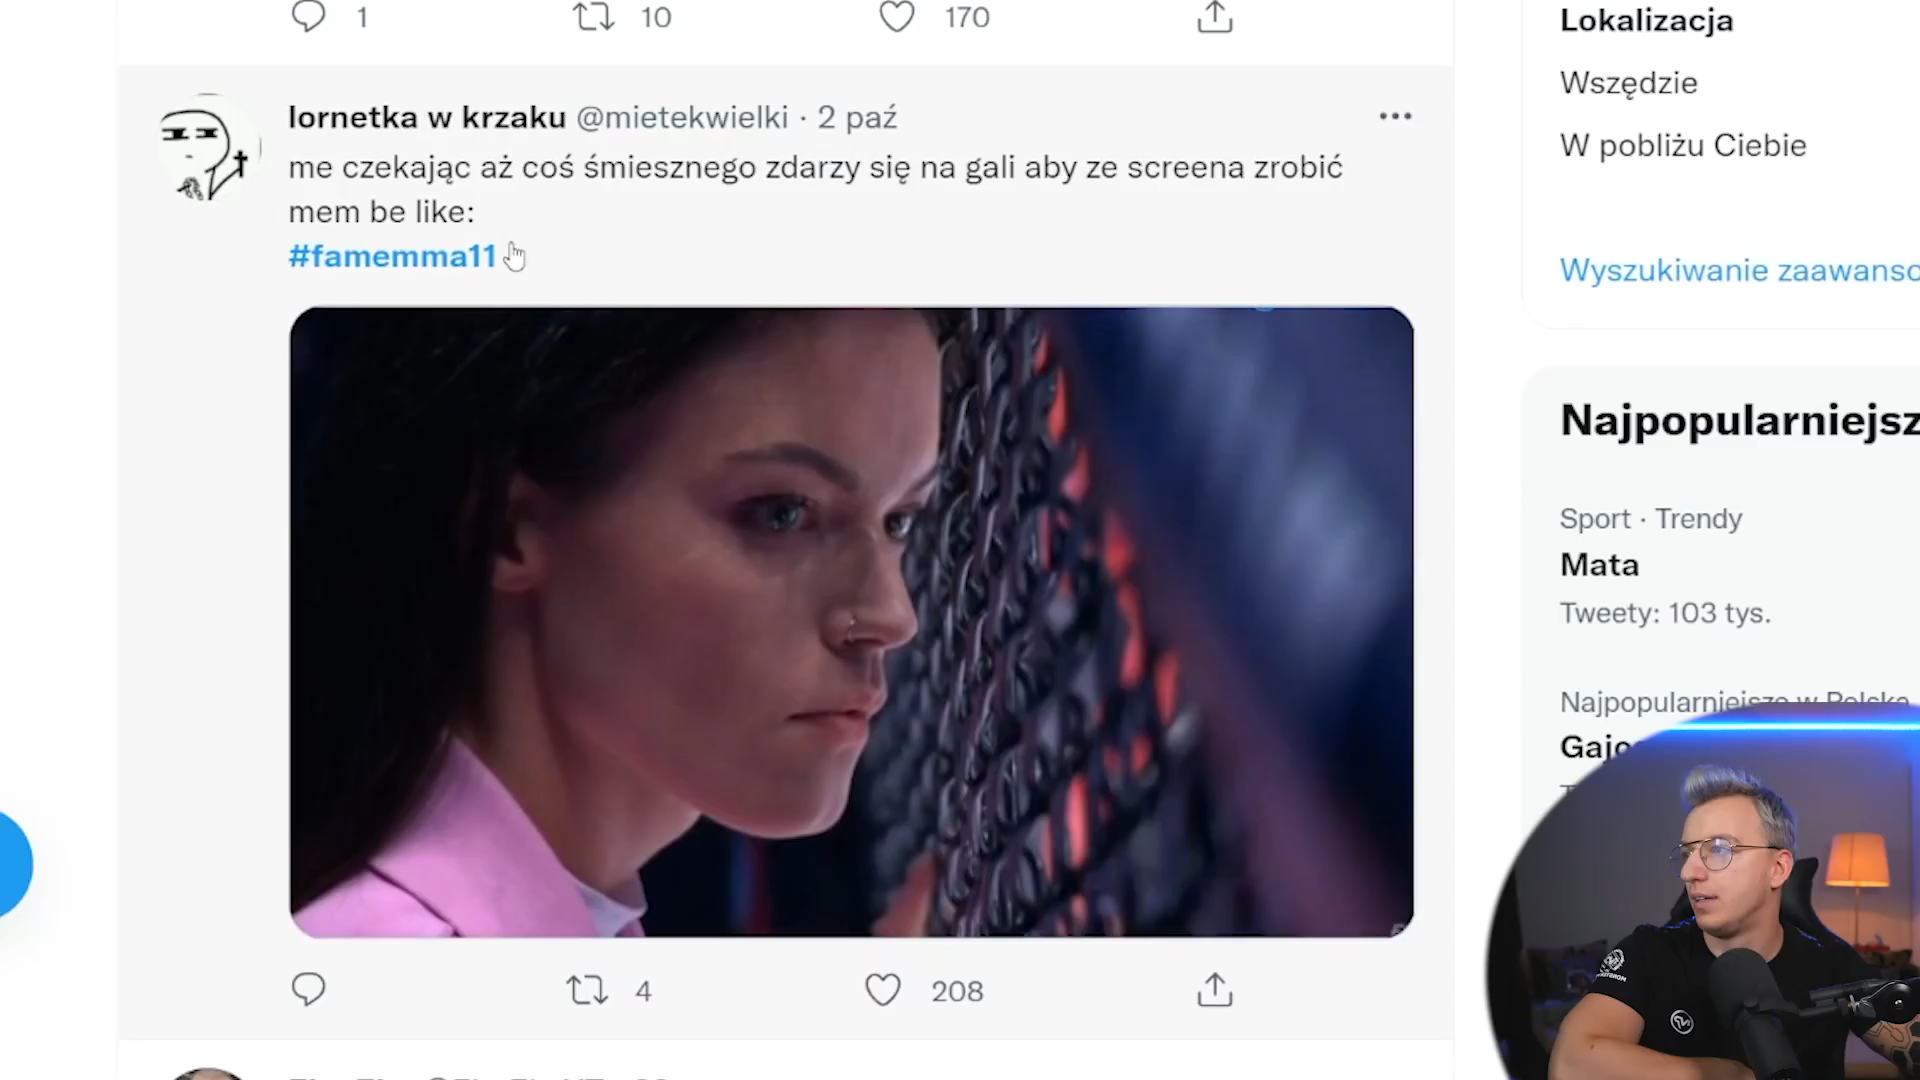 1 10 170
lornetka w krzaku @mietekwielki · 2 paź
me czekając aż coś śmiesznego zdarzy się na gali aby ze screena zrobić
mem be like:
#famemma11
4 208
Lokalizacja
Wszędzie
W pobliżu Ciebie
Wyszukiwanie zaawanso
Najpopularniejsz
Sport · Trendy
Mata
Tweety: 103 tys.
Najpopularniejsze w Polsce